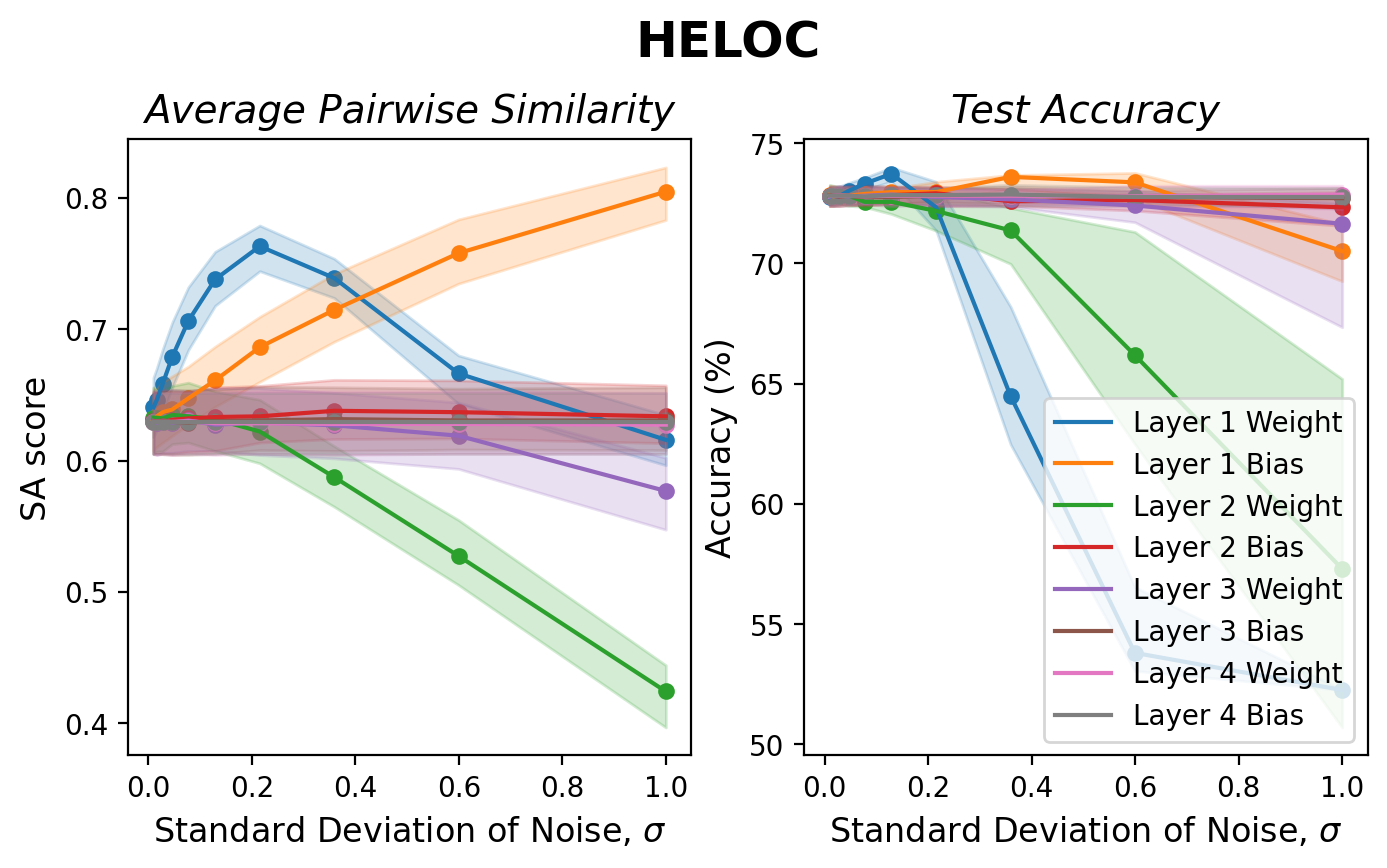 HELOC
Average Pairwise Similarity
SA score
0.8
0.7
0.6
0.5
0.4
0.0 0.2 0.4 0.6 0.8 1.0
Standard Deviation of Noise, σ
Test Accuracy
Accuracy (%)
75
70
65
60
55
50
Layer 1 Weight
Layer 1 Bias
Layer 2 Weight
Layer 2 Bias
Layer 3 Weight
Layer 3 Bias
Layer 4 Weight
Layer 4 Bias
0.0 0.2 0.4 0.6 0.8 1.0
Standard Deviation of Noise, σ